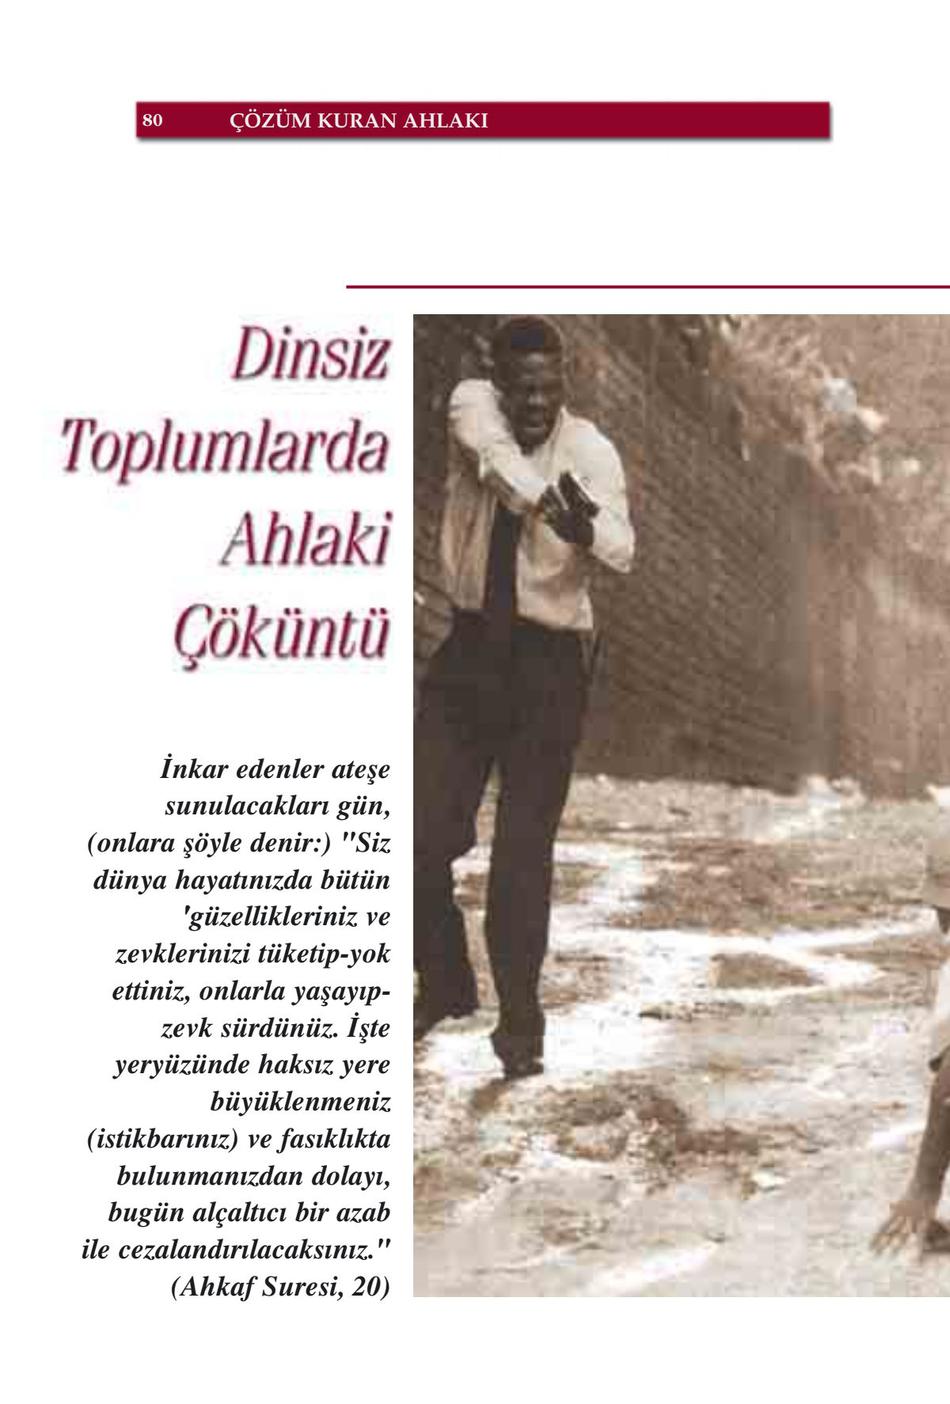 80 ÇÖZÜM KURAN AHLAKI
Dinsiz
Toplumlarda
Ahlaki
Çöküntü
İnkar edenler ateşe
sunulacakları gün,
(onlara şöyle denir:) "Siz
dünya hayatınızda bütün
'güzellikleriniz ve
zevklerinizi tüketip-yok
ettiniz, onlarla yaşayıp-
zevk sürdünüz. İşte
yeryüzünde haksız yere
büyüklenmeniz
(istikbarınız) ve fasıklıkta
bulunmanızdan dolayı,
bugün alçaltıcı bir azab
ile cezalandırılacaksınız."
(Ahkaf Suresi, 20)